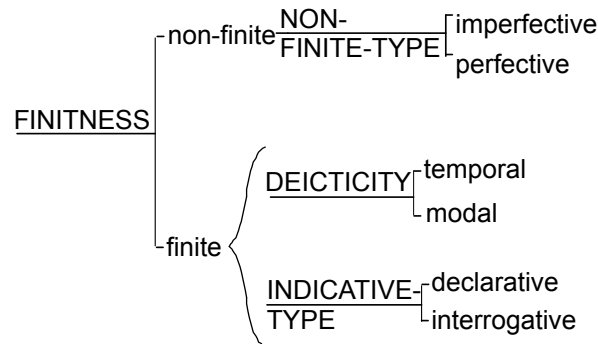 NON-
non-finite FINITE-TYPE imperfective
perfective
FINITNESS
DEICTICITY temporal
modal
finite
INDICATIVE-
TYPE declarative
interrogative